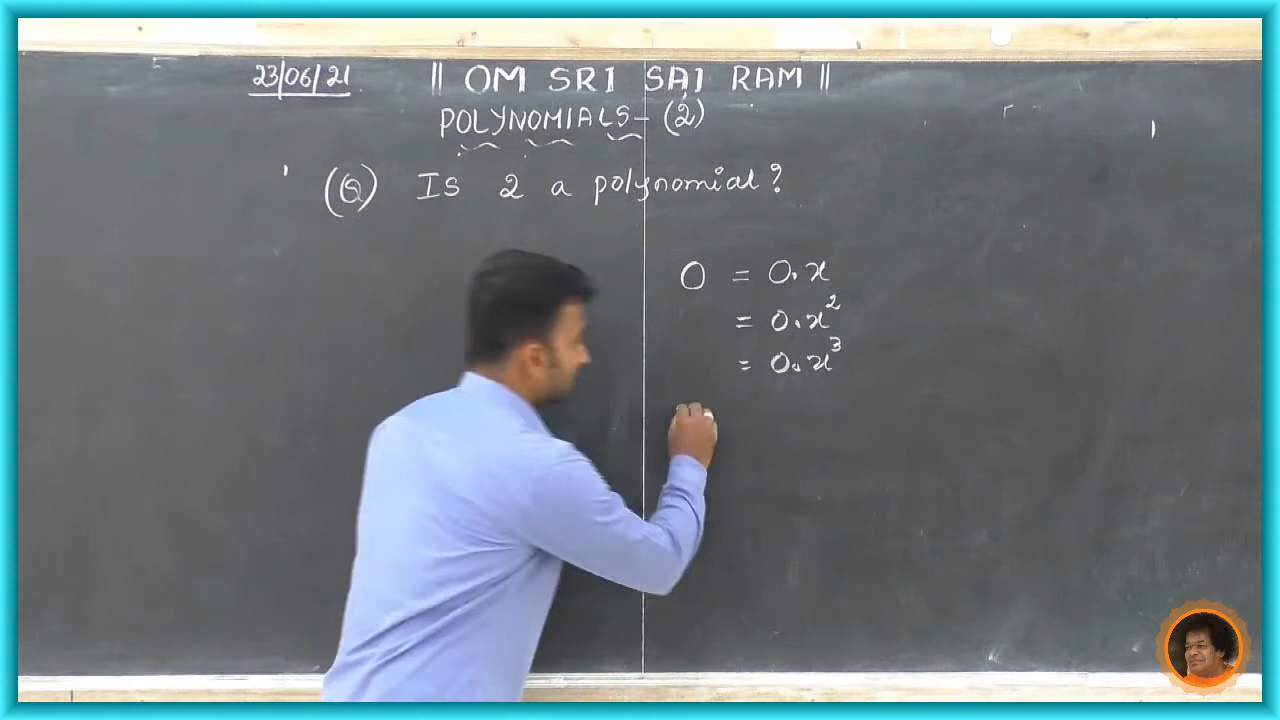 23/06/21 || OM SRI SAI RAM ||
POLYNOMIALS - (2)
(Q) Is 2 a polynomial?
0 = 0.x
= 0.x²
= 0.x³